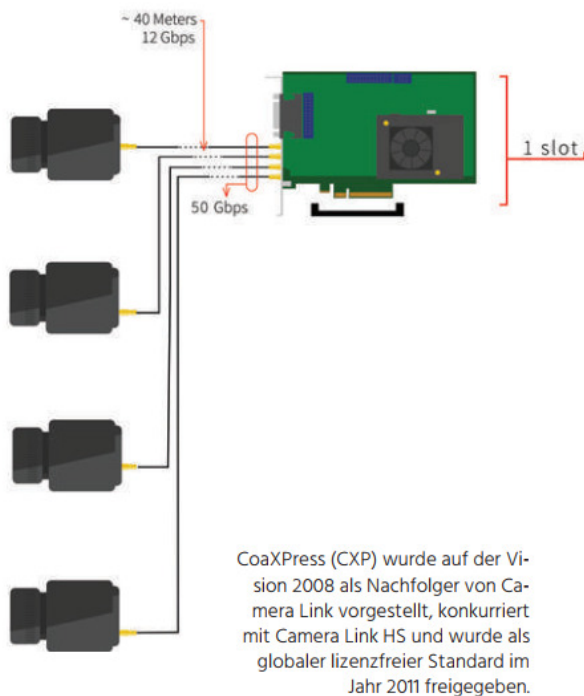 ~ 40 Meters
12 Gbps
1 slot
50 Gbps
CoaXPress (CXP) wurde auf der Vi-
sion 2008 als Nachfolger von Ca-
mera Link vorgestellt, konkurriert
mit Camera Link HS und wurde als
globaler lizenzfreier Standard im
Jahr 2011 freigegeben.